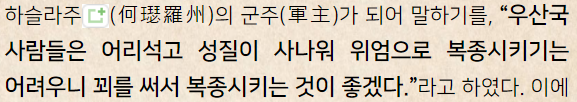 하슬라주(何瑟羅州)의 군주(軍主)가 되어 말하기를, “우산국
사람들은 어리석고 성질이 사나워 위엄으로 복종시키기는
어려우니 꾀를 써서 복종시키는 것이 좋겠다.”라고 하였다. 이에